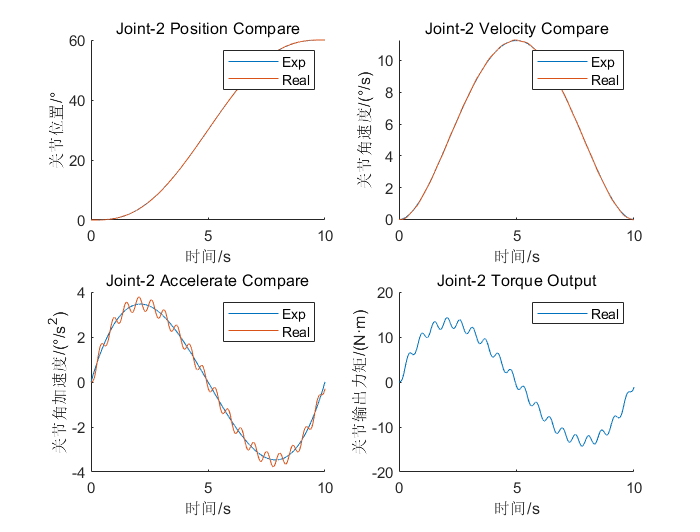 Joint-2 Position Compare
60
40
20
0
0
5
10
关节位置/°
时间/s
Exp
Real
Joint-2 Velocity Compare
10
8
6
4
2
0
0
5
10
关节角速度/(°/s)
时间/s
Exp
Real
Joint-2 Accelerate Compare
4
2
0
-2
-4
0
5
10
关节角加速度/(°/s²)
时间/s
Exp
Real
Joint-2 Torque Output
20
10
0
-10
-20
0
5
10
关节输出力矩/(N·m)
时间/s
Real